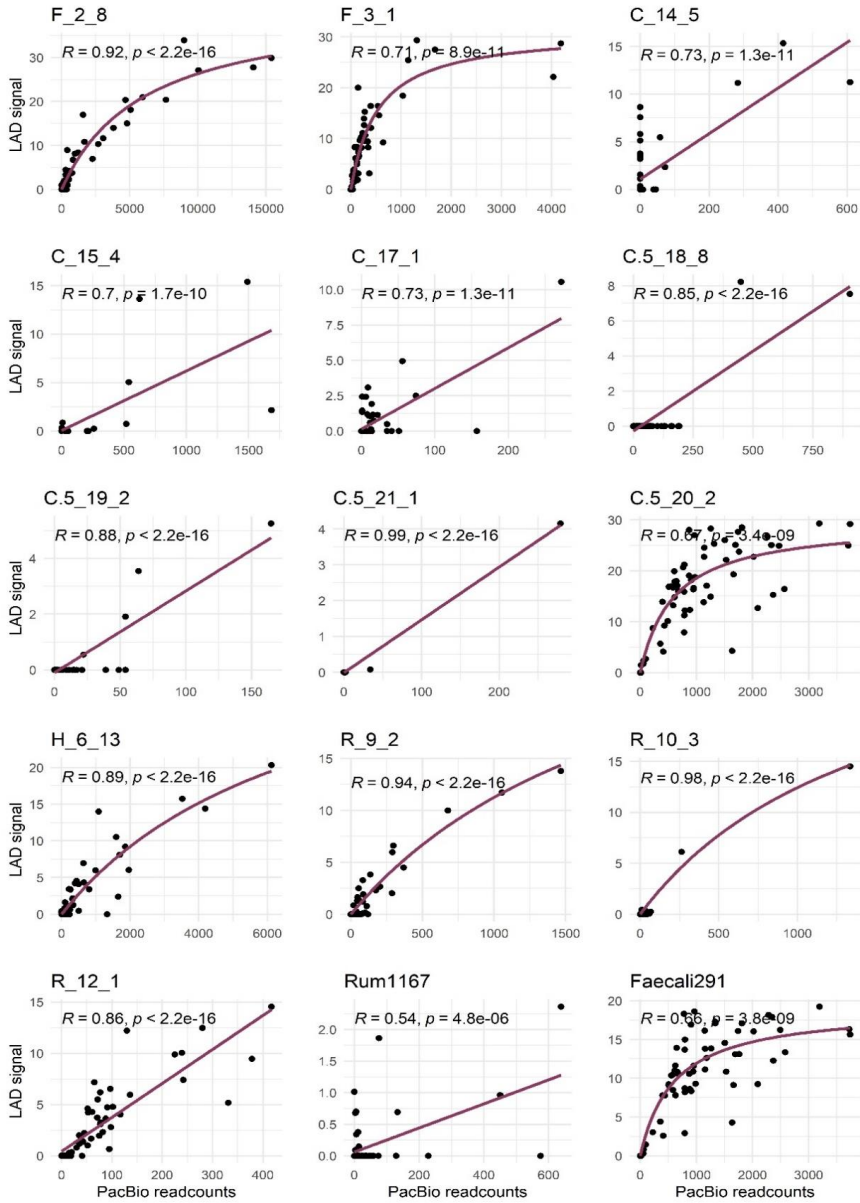 F_2_8
R = 0.92, p < 2.2e-16
LAD signal
30
20
10
0
0 5000 10000 15000
F_3_1
R = 0.71, p = 8.9e-11
30
20
10
0
0 1000 2000 3000 4000
C_14_5
R = 0.73, p = 1.3e-11
15
10
5
0
0 200 400 600
C_15_4
R = 0.7, p = 1.7e-10
LAD signal
15
10
5
0
0 500 1000 1500
C_17_1
R = 0.73, p = 1.3e-11
10.0
7.5
5.0
2.5
0.0
0 100 200
C.5_18_8
R = 0.85, p < 2.2e-16
8
6
4
2
0
0 250 500 750
C.5_19_2
R = 0.88, p < 2.2e-16
LAD signal
4
2
0
0 50 100 150
C.5_21_1
R = 0.99, p < 2.2e-16
4
3
2
1
0
0 100 200
C.5_20_2
R = 0.67, p = 3.4e-09
30
20
10
0
0 1000 2000 3000
H_6_13
R = 0.89, p < 2.2e-16
LAD signal
20
15
10
5
0
0 2000 4000 6000
R_9_2
R = 0.94, p < 2.2e-16
15
10
5
0
0 500 1000 1500
R_10_3
R = 0.98, p < 2.2e-16
15
10
5
0
0 500 1000
R_12_1
R = 0.86, p < 2.2e-16
LAD signal
15
10
5
0
0 100 200 300 400
PacBio readcounts
Rum1167
R = 0.54, p = 4.8e-06
2.0
1.5
1.0
0.5
0.0
0 200 400 600
PacBio readcounts
Faecali291
R = 0.66, p = 3.8e-09
20
15
10
5
0
0 1000 2000 3000
PacBio readcounts